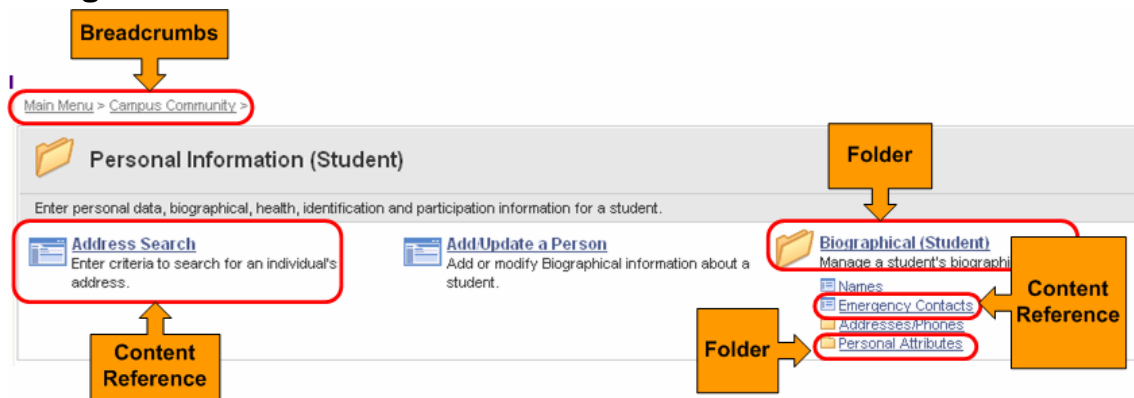 Breadcrumbs
Main Menu > Campus Community >
Personal Information (Student)
Folder
Enter personal data, biographical, health, identification and participation information for a student.
Address Search
Enter criteria to search for an individual's
address.
Add/Update a Person
Add or modify Biographical information about a
student.
Biographical (Student)
Manage a student's
Names
Emergency Contacts
Addresses/Phones
Personal Attributes
Content
Reference
Folder
Content
Reference